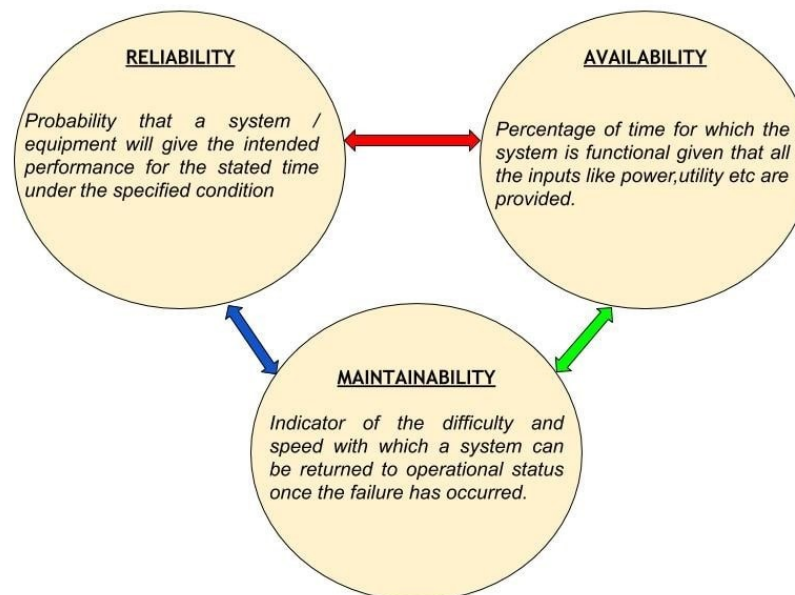 RELIABILITY
Probability that a system /
equipment will give the intended
performance for the stated time
under the specified condition
AVAILABILITY
Percentage of time for which the
system is functional given that all
the inputs like power,utility etc are
provided.
MAINTAINABILITY
Indicator of the difficulty and
speed with which a system can
be returned to operational status
once the failure has occurred.